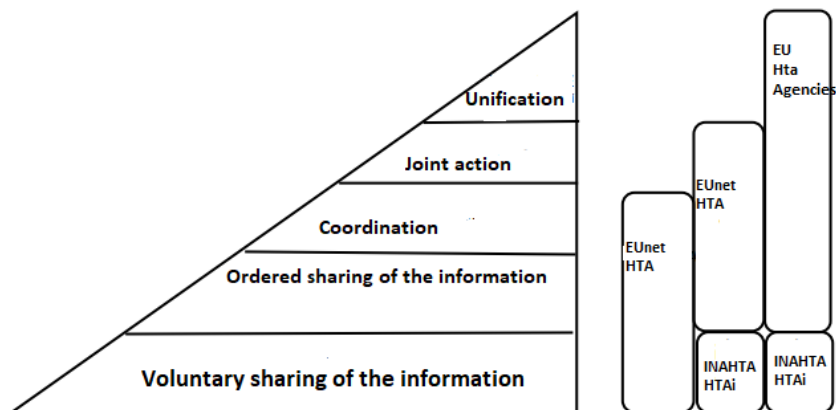 Unification
Joint action
Coordination
Ordered sharing of the information
Voluntary sharing of the information
EUnet
HTA
EUnet
HTA
INAHTA
HTAi
EU
Hta
Agencies
INAHTA
HTAi